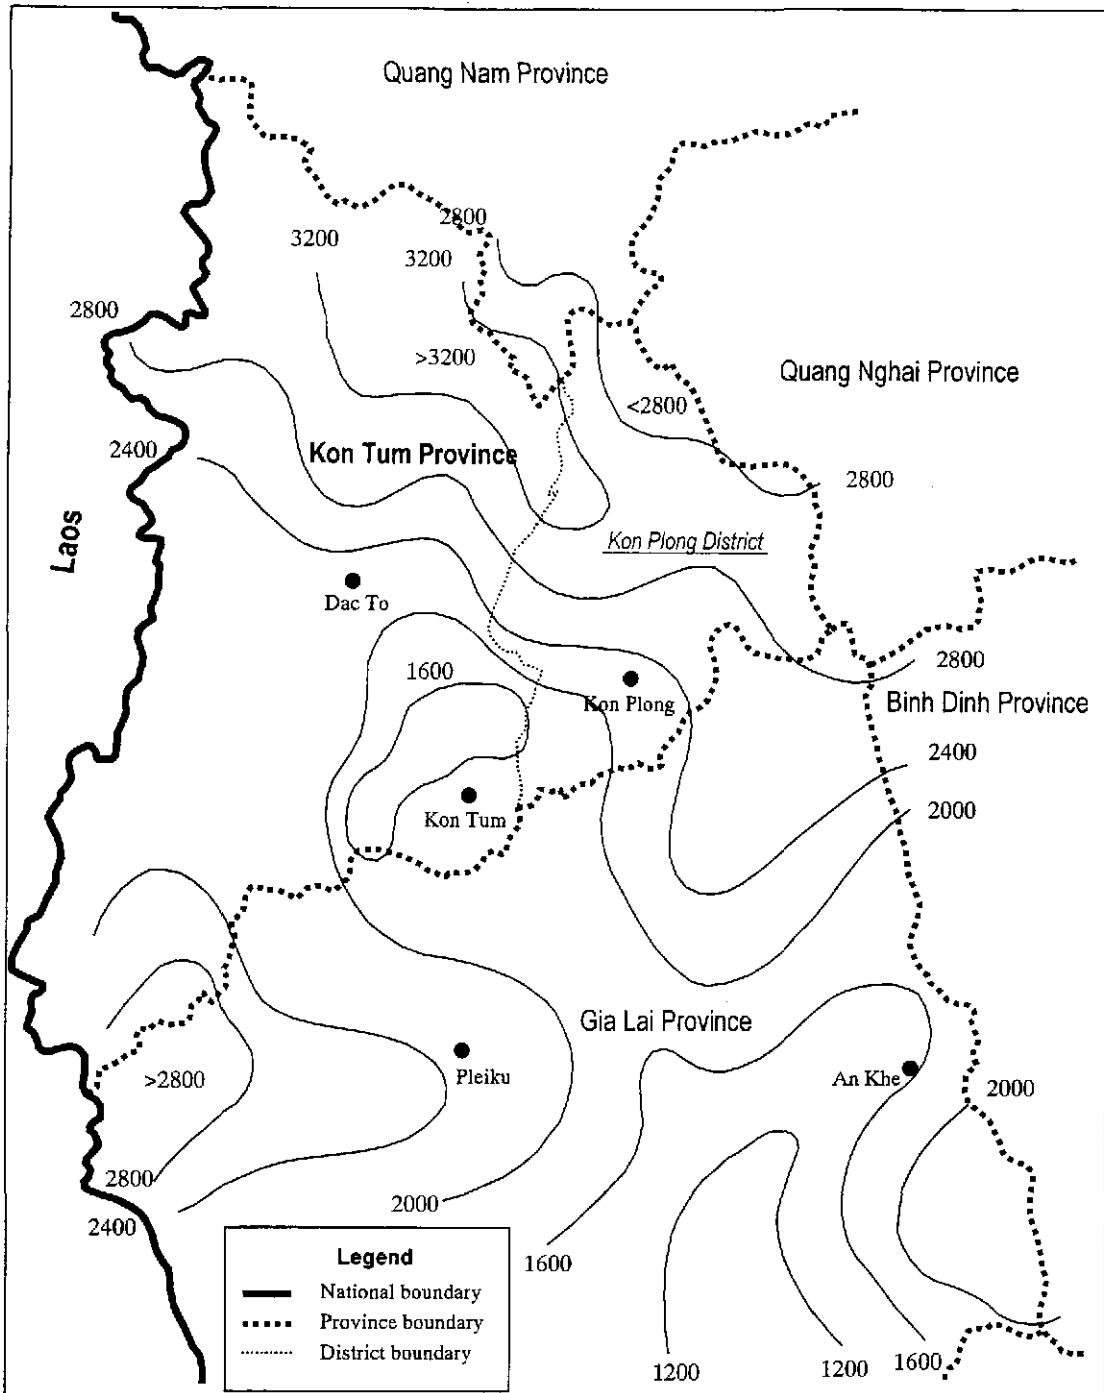 Quang Nam Province
2800
3200
3200
2800
>3200
Quang Nghai Province
<2800
2400
Kon Tum Province
2800
Laos
Kon Plong District
Dac To
2800
1600
Kon Plong
Binh Dinh Province
2400
Kon Tum
2000
Gia Lai Province
>2800
Pleiku
An Khe
2000
2800
2000
2400
1600
Legend
National boundary
Province boundary
District boundary
1200
1200
1600